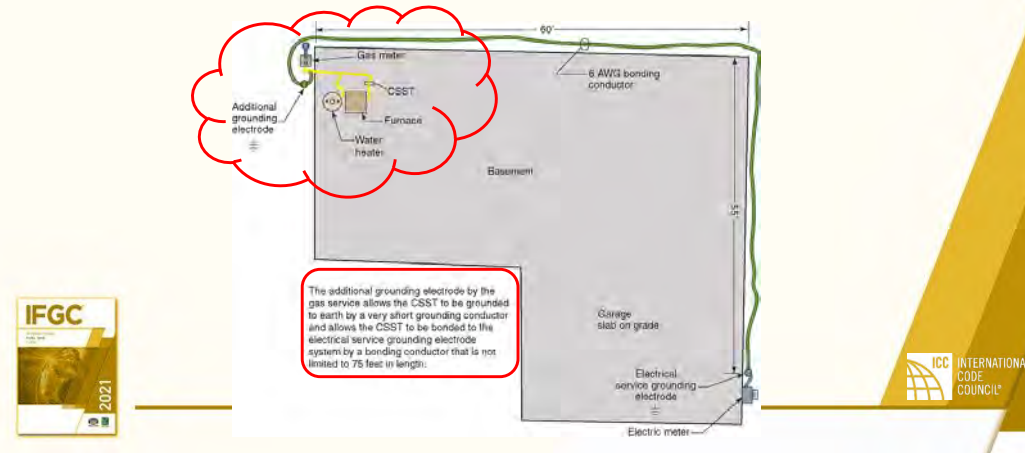 60'
Gas meter
6 AWG bonding
conductor
CSST
Additional
grounding
electrode
Furnace
Water
heater
Basement
55'
The additional grounding electrode by the
gas service allows the CSST to be grounded
to earth by a very short grounding conductor
and allows the CSST to be bonded to the
electrical service grounding electrode
system by a bonding conductor that is not
limited to 75 feet in length.
Garage
slab on grade
IFGC
2021
Electrical
service grounding
electrode
Electric meter
ICC INTERNATIONAL
CODE
COUNCIL®